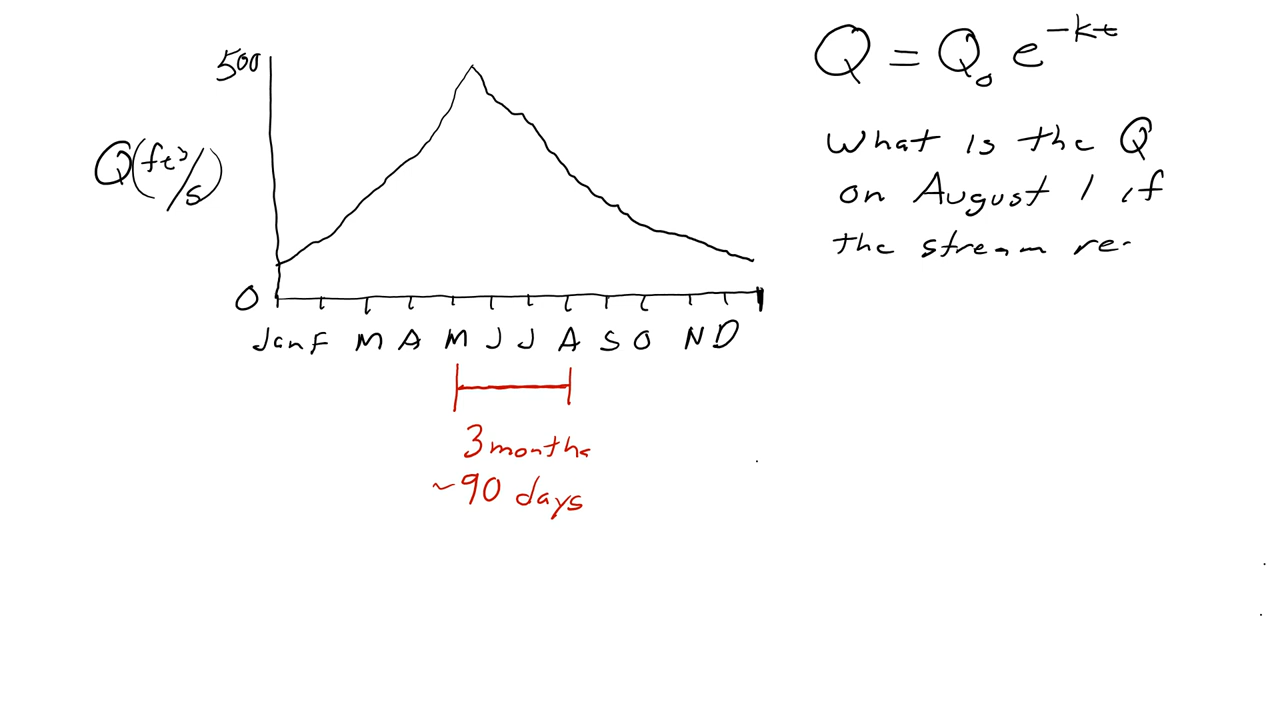 500
Q(ft³/s)
0
Jan F M A M J J A S O N D
3 months
~90 days
Q = Q₀ e^-kt
What is the Q
on August 1 if
the stream re-